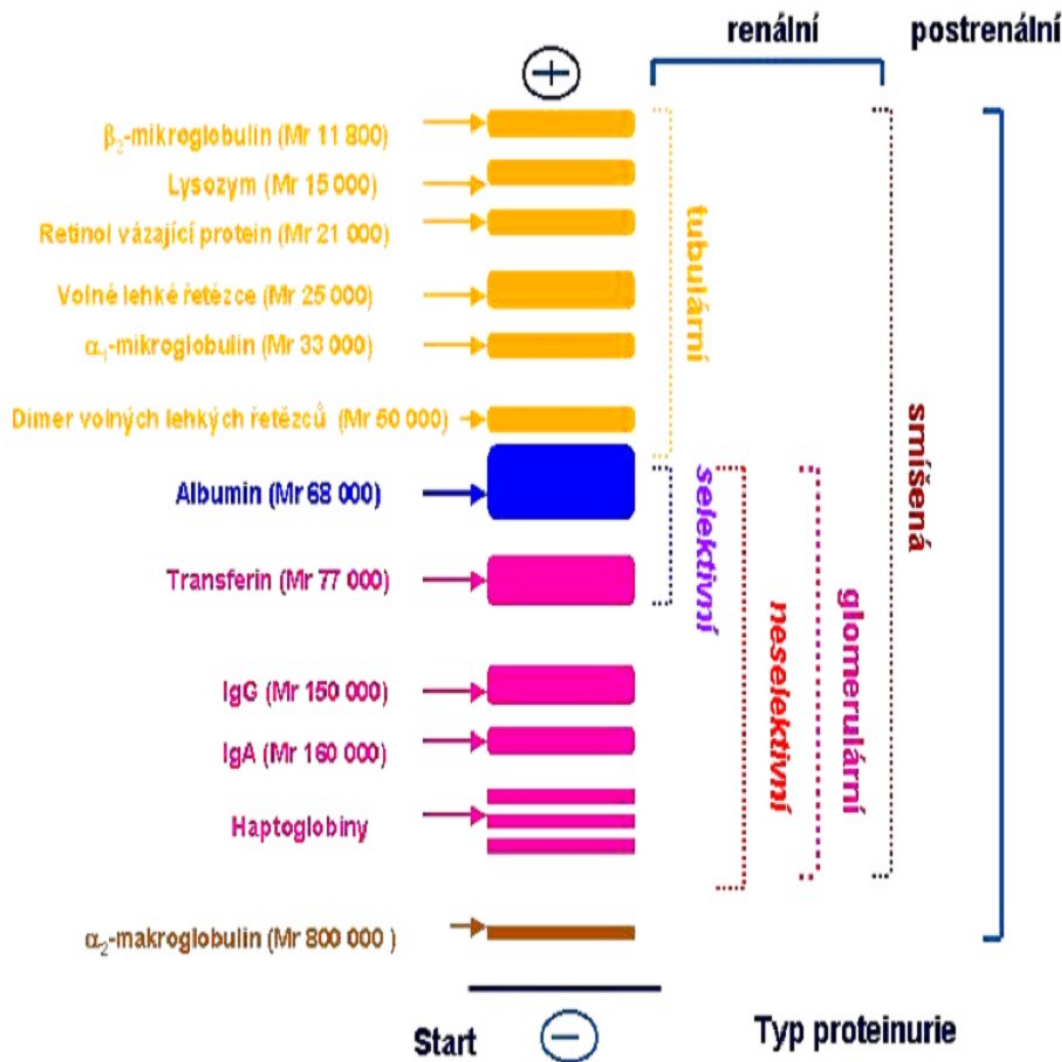 renální
postrenální
+
β2-mikroglobulin (Mr 11 800)
Lysozym (Mr 15 000)
Retinol vázající protein (Mr 21 000)
Volné lehké řetězce (Mr 25 000)
α1-mikroglobulin (Mr 33 000)
Dimer volných lehkých řetězců (Mr 50 000)
Albumin (Mr 68 000)
Transferin (Mr 77 000)
IgG (Mr 150 000)
IgA (Mr 160 000)
Haptoglobiny
α2-makroglobulin (Mr 800 000 )
tubulární
selektivní
neselektivní
glomerulární
smíšená
Start
−
Typ proteinurie